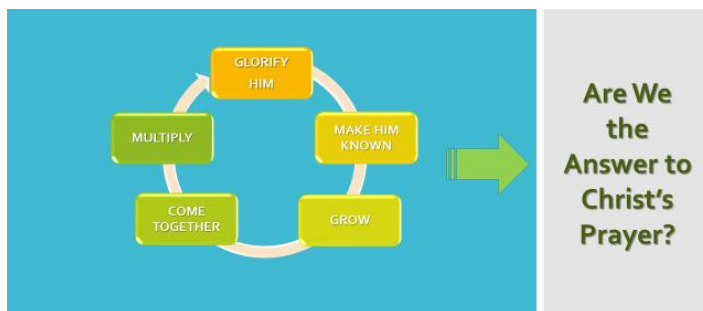 GLORIFY
HIM
MAKE HIM
KNOWN
GROW
COME
TOGETHER
MULTIPLY
Are We
the
Answer to
Christ's
Prayer?